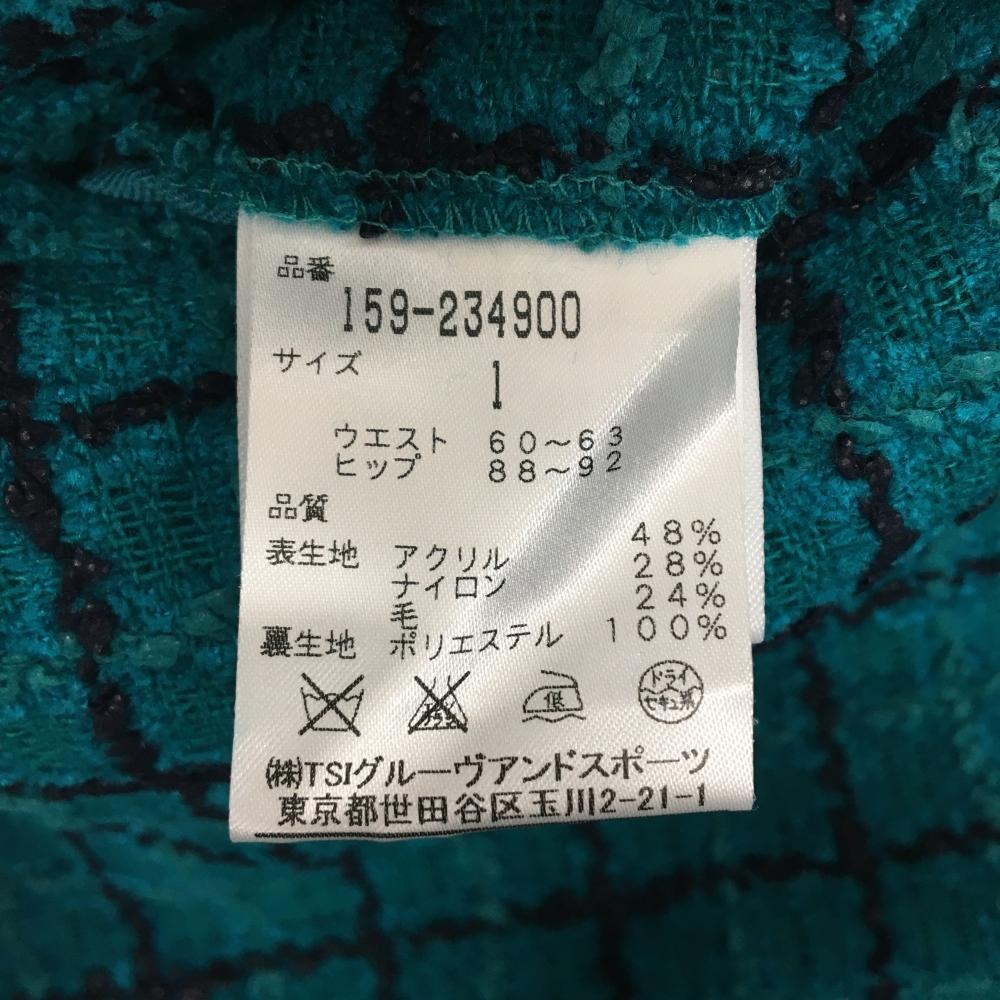 品番
159-234900
サイズ
1
ウエスト 60～63
ヒップ 88～92
品質
表生地 アクリル 48%
ナイロン 28%
毛 24%
裏生地 ポリエステル 100%
低
ドライ
セキユ系
㈱TSIグルーヴアンドスポーツ
東京都世田谷区玉川2-21-1